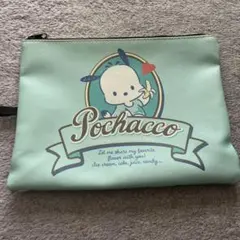 Pochacco
Let me share my favorite
flavor with you!
Ice cream, cake, juice, candy...